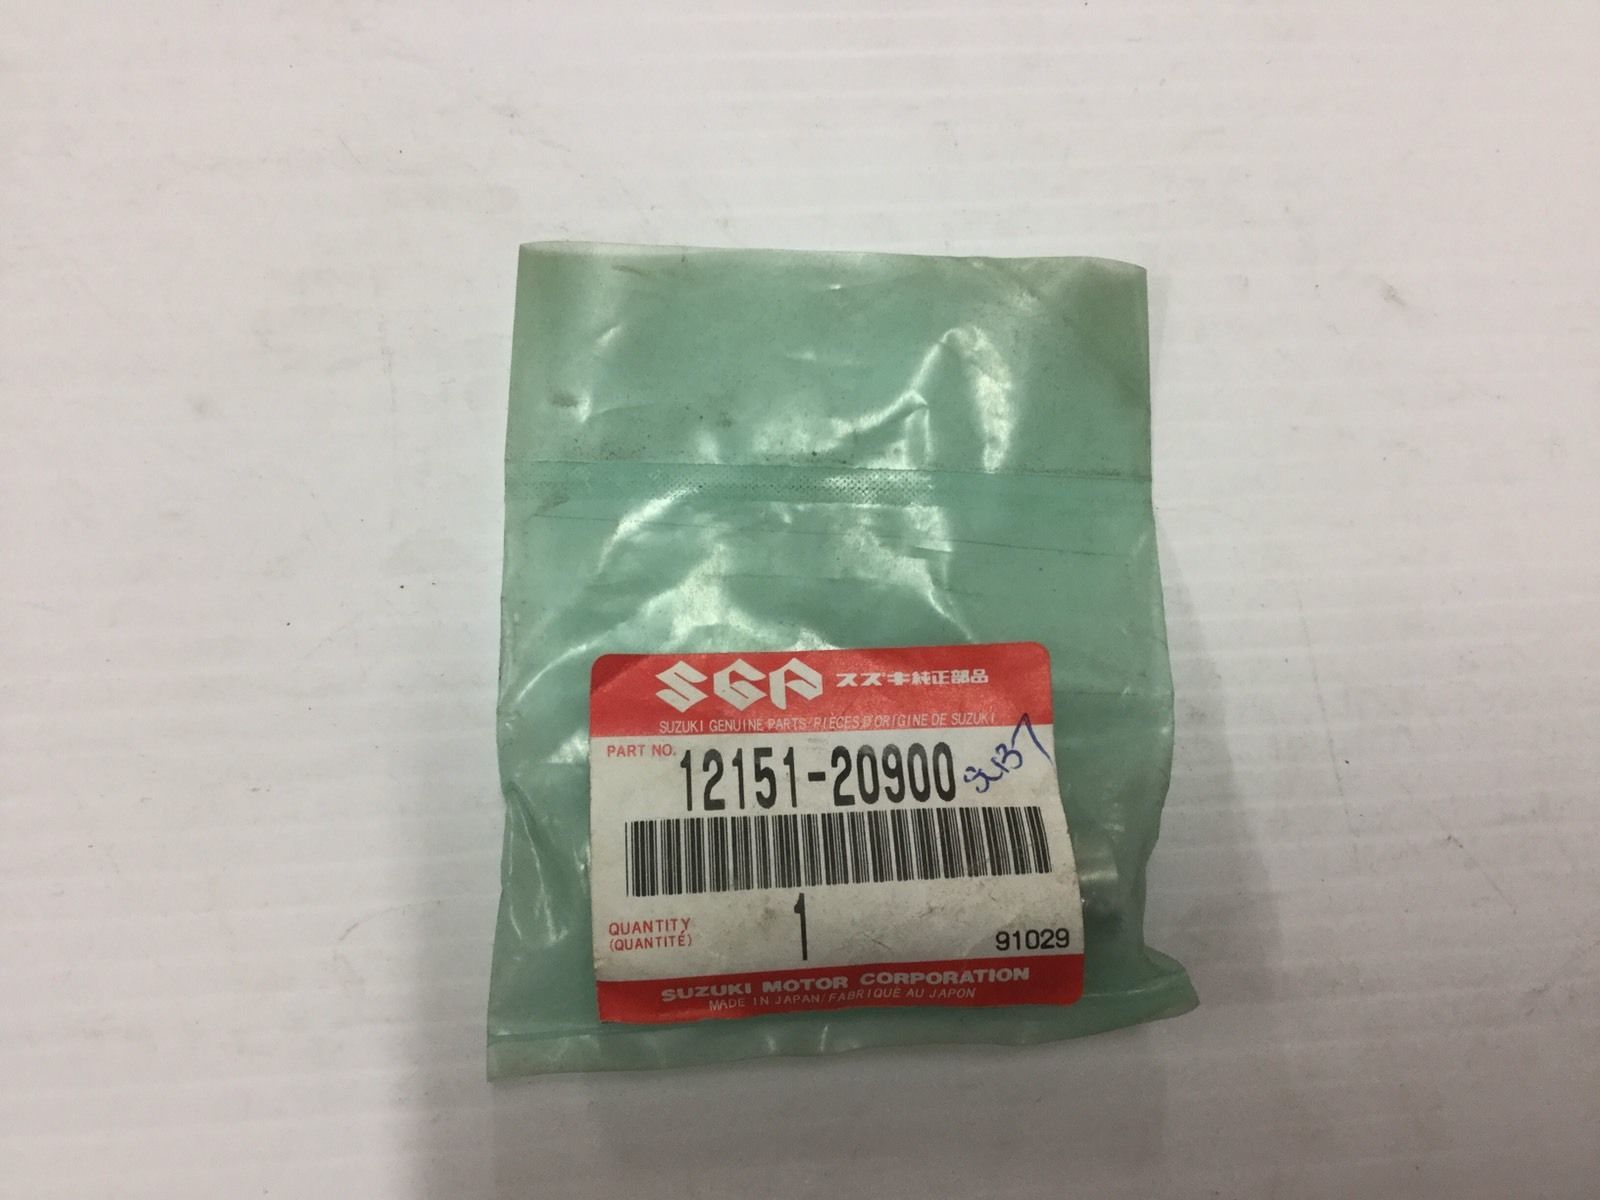 SGP スズキ純正部品
SUZUKI GENUINE PARTS/PIÈCES D'ORIGINE DE SUZUKI
PART NO. 12151-20900
1
QUANTITY
(QUANTITÉ)
91029
SUZUKI MOTOR CORPORATION
MADE IN JAPAN/FABRIQUÉ AU JAPON